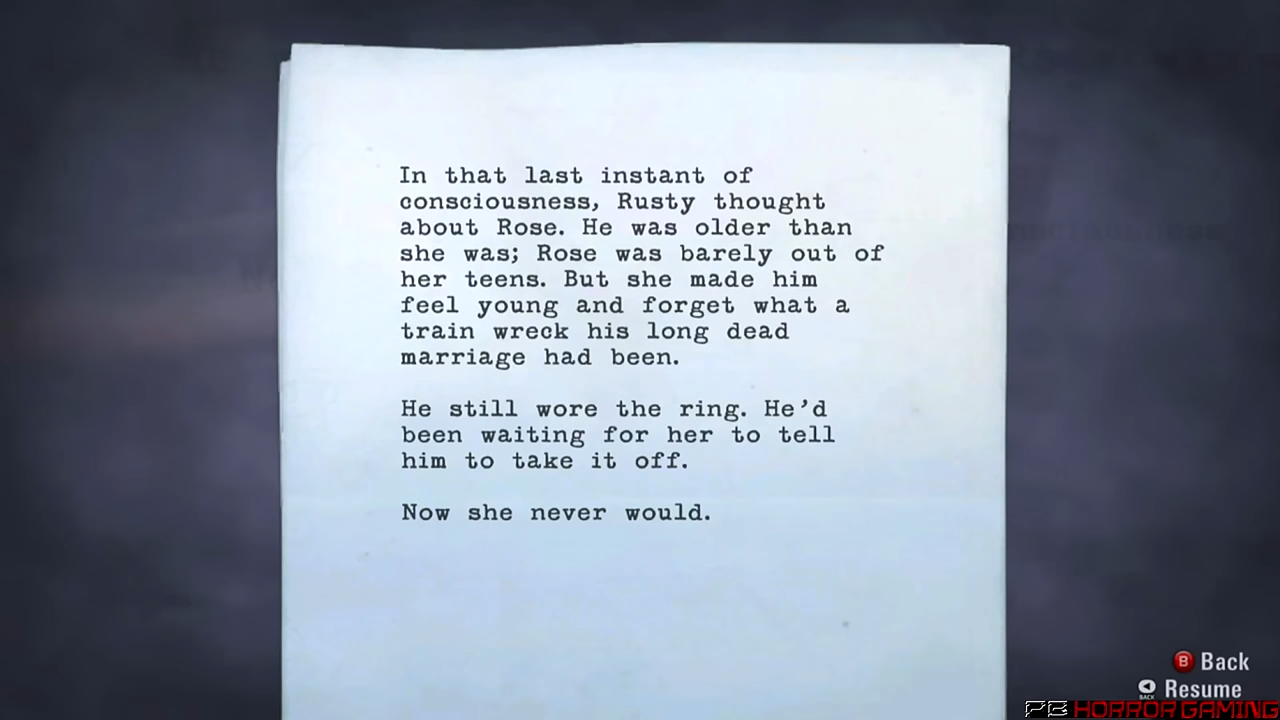 In that last instant of
consciousness, Rusty thought
about Rose. He was older than
she was; Rose was barely out of
her teens. But she made him
feel young and forget what a
train wreck his long dead
marriage had been.
He still wore the ring. He’d
been waiting for her to tell
him to take it off.
Now she never would.
B Back
BACK Resume
HORROR GAMING